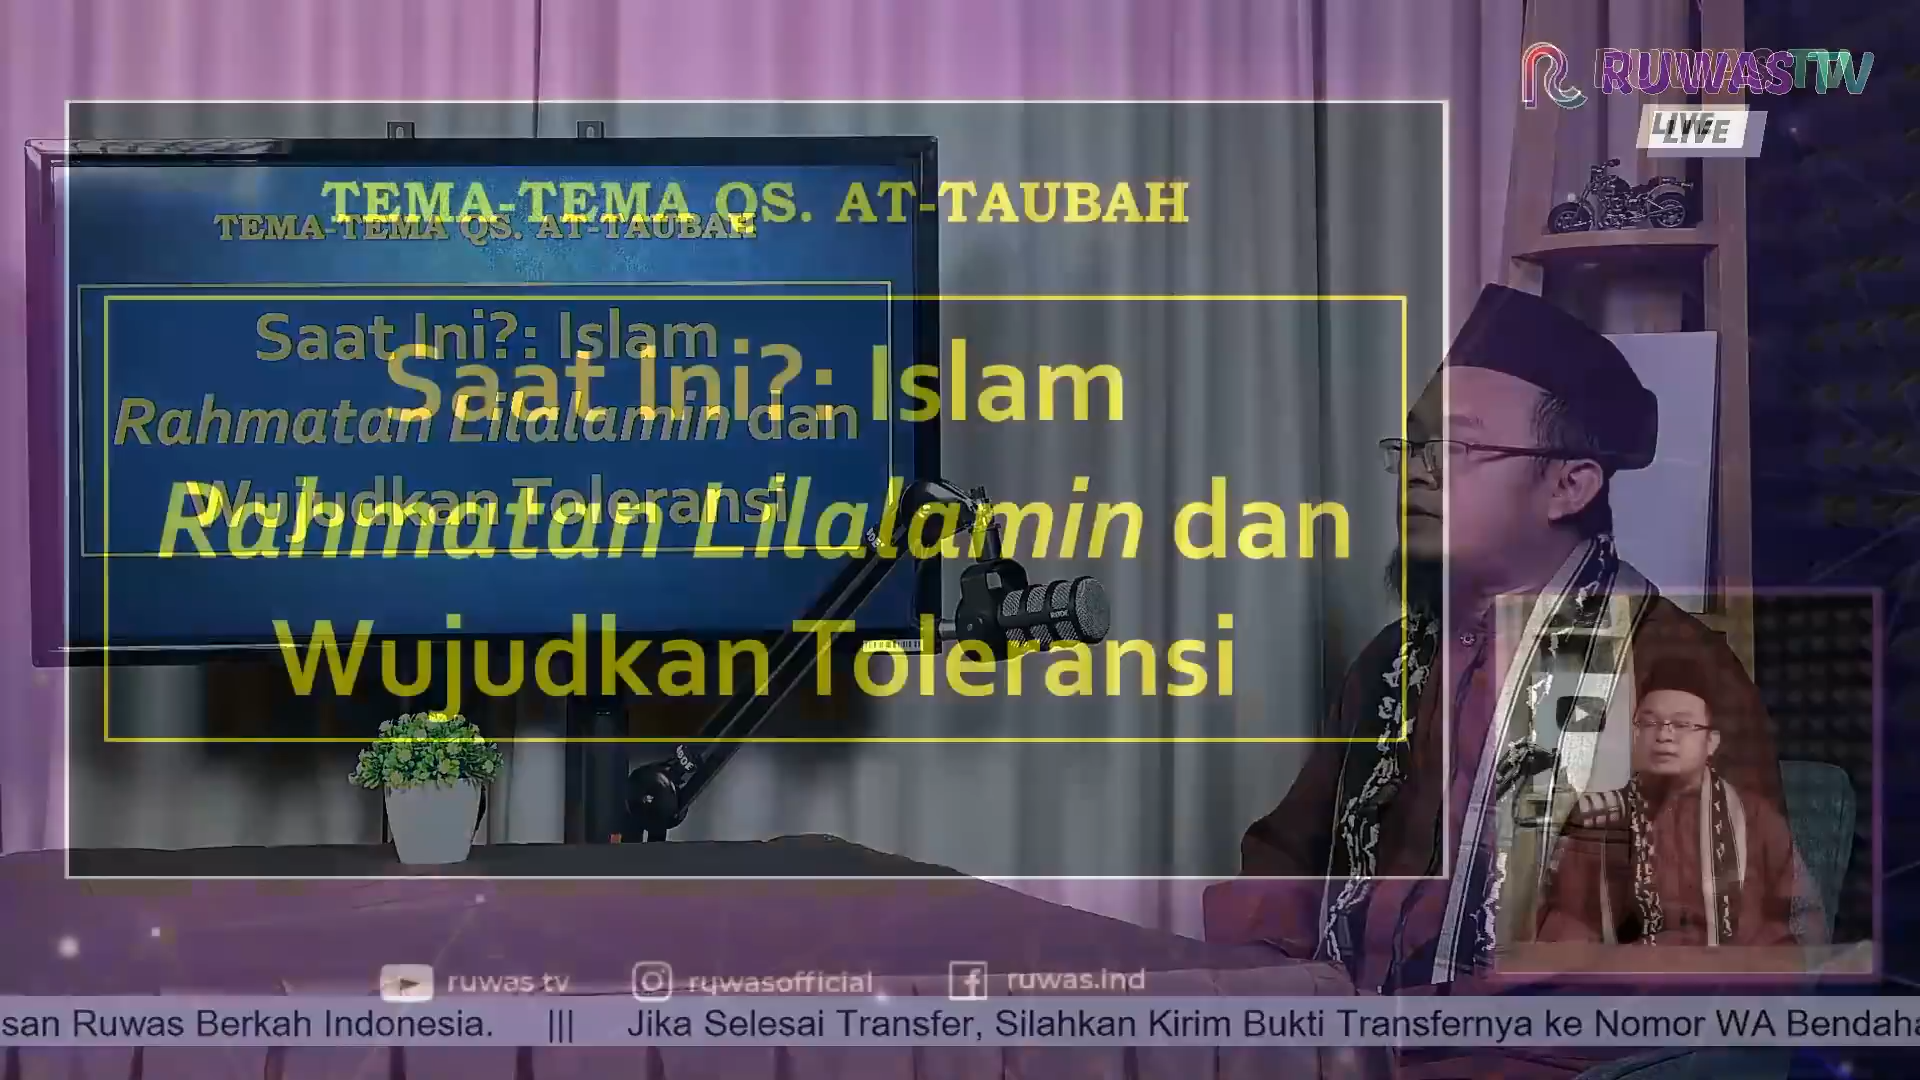 RUWASTV
LIVE
TEMA-TEMA QS. AT-TAUBAH
Saat Ini?: Islam
Rahmatan Lilalamin dan
Wujudkan Toleransi
TEMA-TEMA QS. AT-TAUBAH
Saat Ini?: Islam
Rahmatan Lilalamin dan
Wujudkan Toleransi
RODE
ruwas tv
ruwasofficial
ruwas.ind
san Ruwas Berkah Indonesia. ||| Jika Selesai Transfer, Silahkan Kirim Bukti Transfernya ke Nomor WA Bendaha